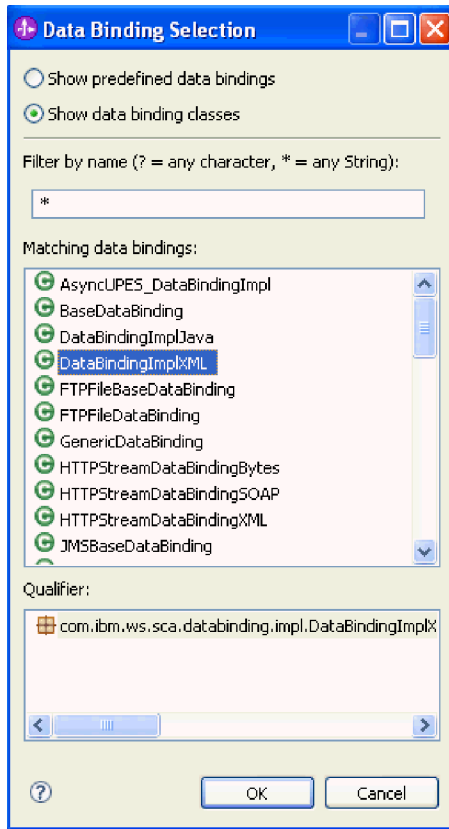 Data Binding Selection
Show predefined data bindings
Show data binding classes
Filter by name (? = any character, * = any String):
*
Matching data bindings:
AsyncUPES_DataBindingImpl
BaseDataBinding
DataBindingImplJava
DataBindingImplXML
FTPFileBaseDataBinding
FTPFileDataBinding
GenericDataBinding
HTTPStreamDataBindingBytes
HTTPStreamDataBindingSOAP
HTTPStreamDataBindingXML
JMSBaseDataBinding
Qualifier:
com.ibm.ws.sca.databinding.impl.DataBindingImplX
OK
Cancel